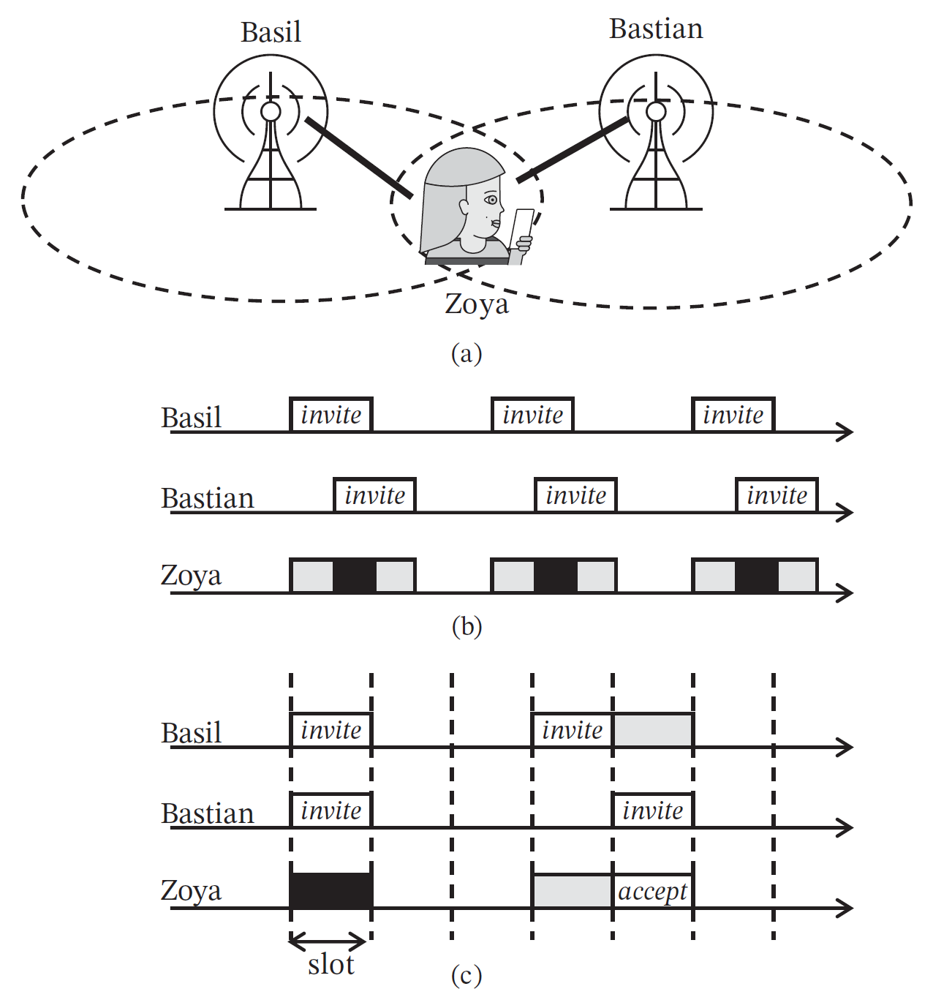 Basil Bastian
Zoya
(a)
Basil invite invite invite
Bastian invite invite invite
Zoya
(b)
Basil invite invite
Bastian invite invite
Zoya accept
slot
(c)